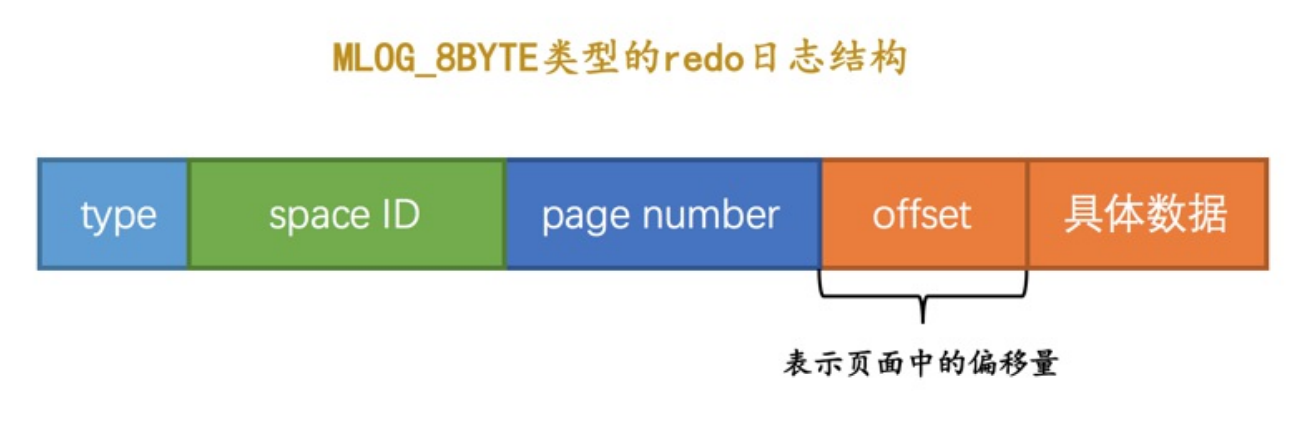 MLOG_8BYTE类型的redo日志结构
type space ID page number offset 具体数据
表示页面中的偏移量